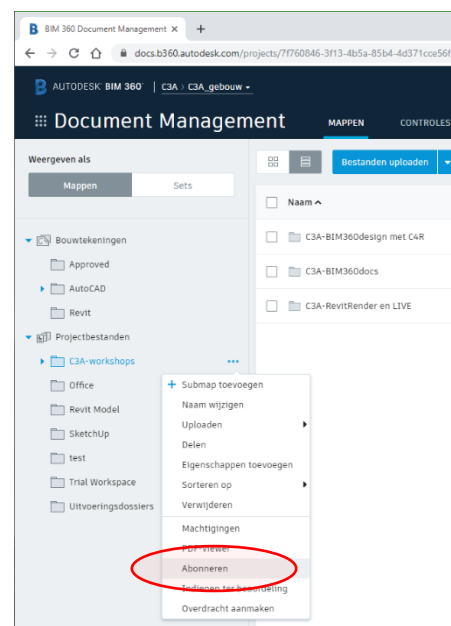 BIM 360 Document Management
docs.b360.autodesk.com/projects/7f760846-3f13-4b5a-85b4-4d371cce56f
AUTODESK® BIM 360® C3A > C3A_gebouw
Document Management MAPPEN CONTROLES
Weergeven als
Mappen Sets
Bestanden uploaden
Naam
Bouwtekeningen
Approved
AutoCAD
Revit
Projectbestanden
C3A-workshops
Office
Revit Model
SketchUp
test
Trial Workspace
Uitvoeringsdossiers
C3A-BIM360design met C4R
C3A-BIM360docs
C3A-RevitRender en LIVE
Submap toevoegen
Naam wijzigen
Uploaden
Delen
Eigenschappen toevoegen
Sorteren op
Verwijderen
Machtigingen
PDF-viewer
Abonneren
Indienen ter beoordeling
Overdracht aanmaken